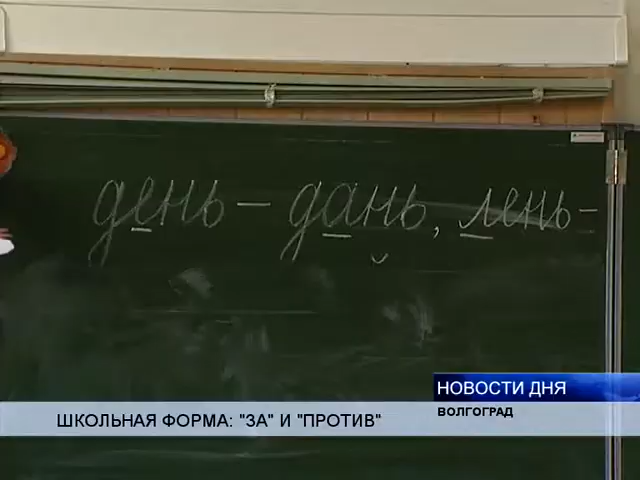 день – дань, лень –
НОВОСТИ ДНЯ
ВОЛГОГРАД
ШКОЛЬНАЯ ФОРМА: "ЗА" И "ПРОТИВ"